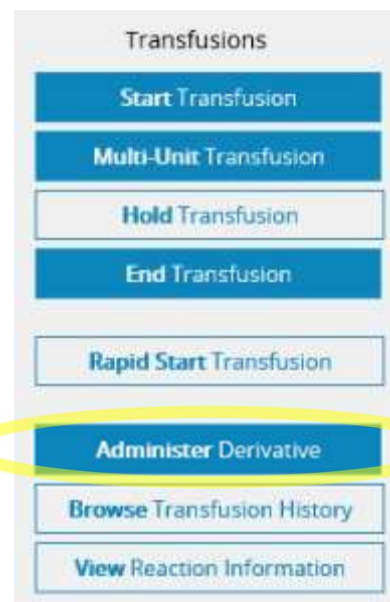 Transfusions
Start Transfusion
Multi-Unit Transfusion
Hold Transfusion
End Transfusion
Rapid Start Transfusion
Administer Derivative
Browse Transfusion History
View Reaction Information